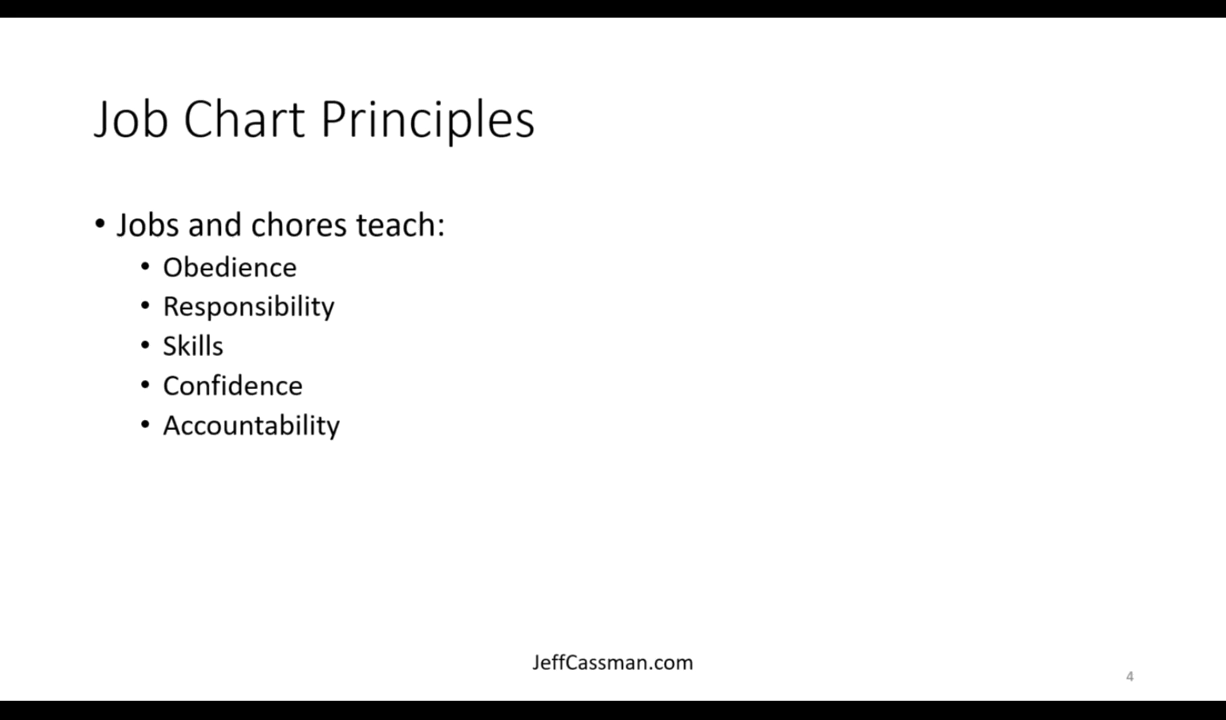 Job Chart Principles
• Jobs and chores teach:
• Obedience
• Responsibility
• Skills
• Confidence
• Accountability
JeffCassman.com
4